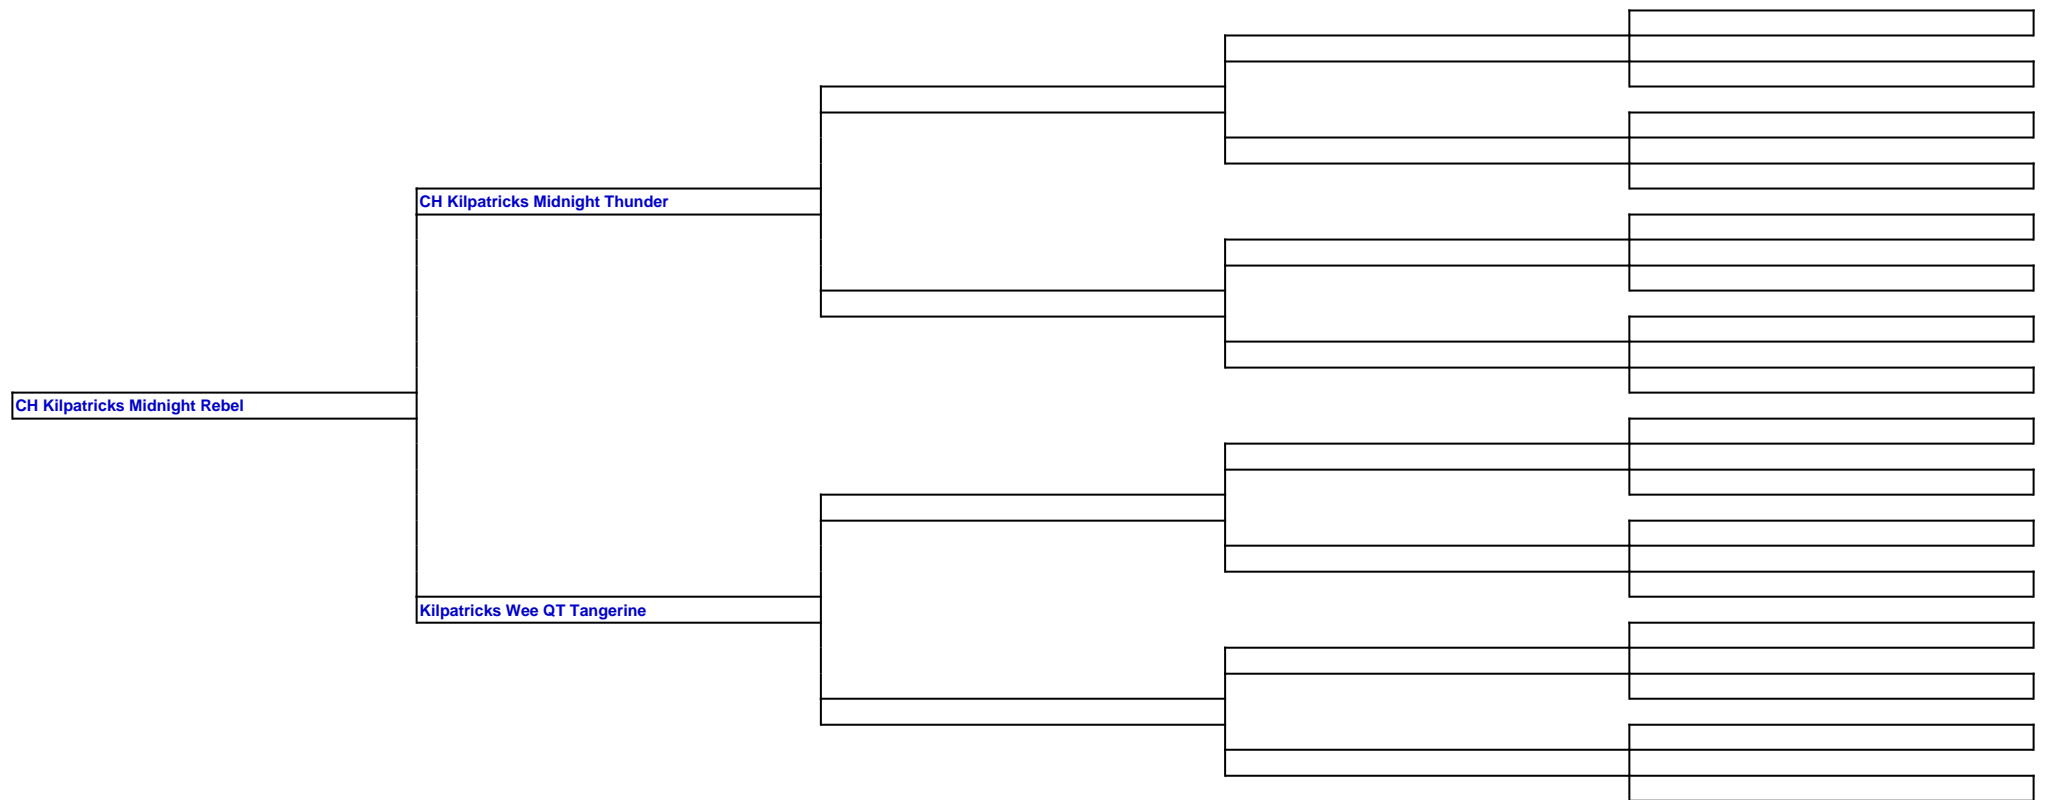 CH Kilpatricks Midnight Thunder
CH Kilpatricks Midnight Rebel
Kilpatricks Wee QT Tangerine